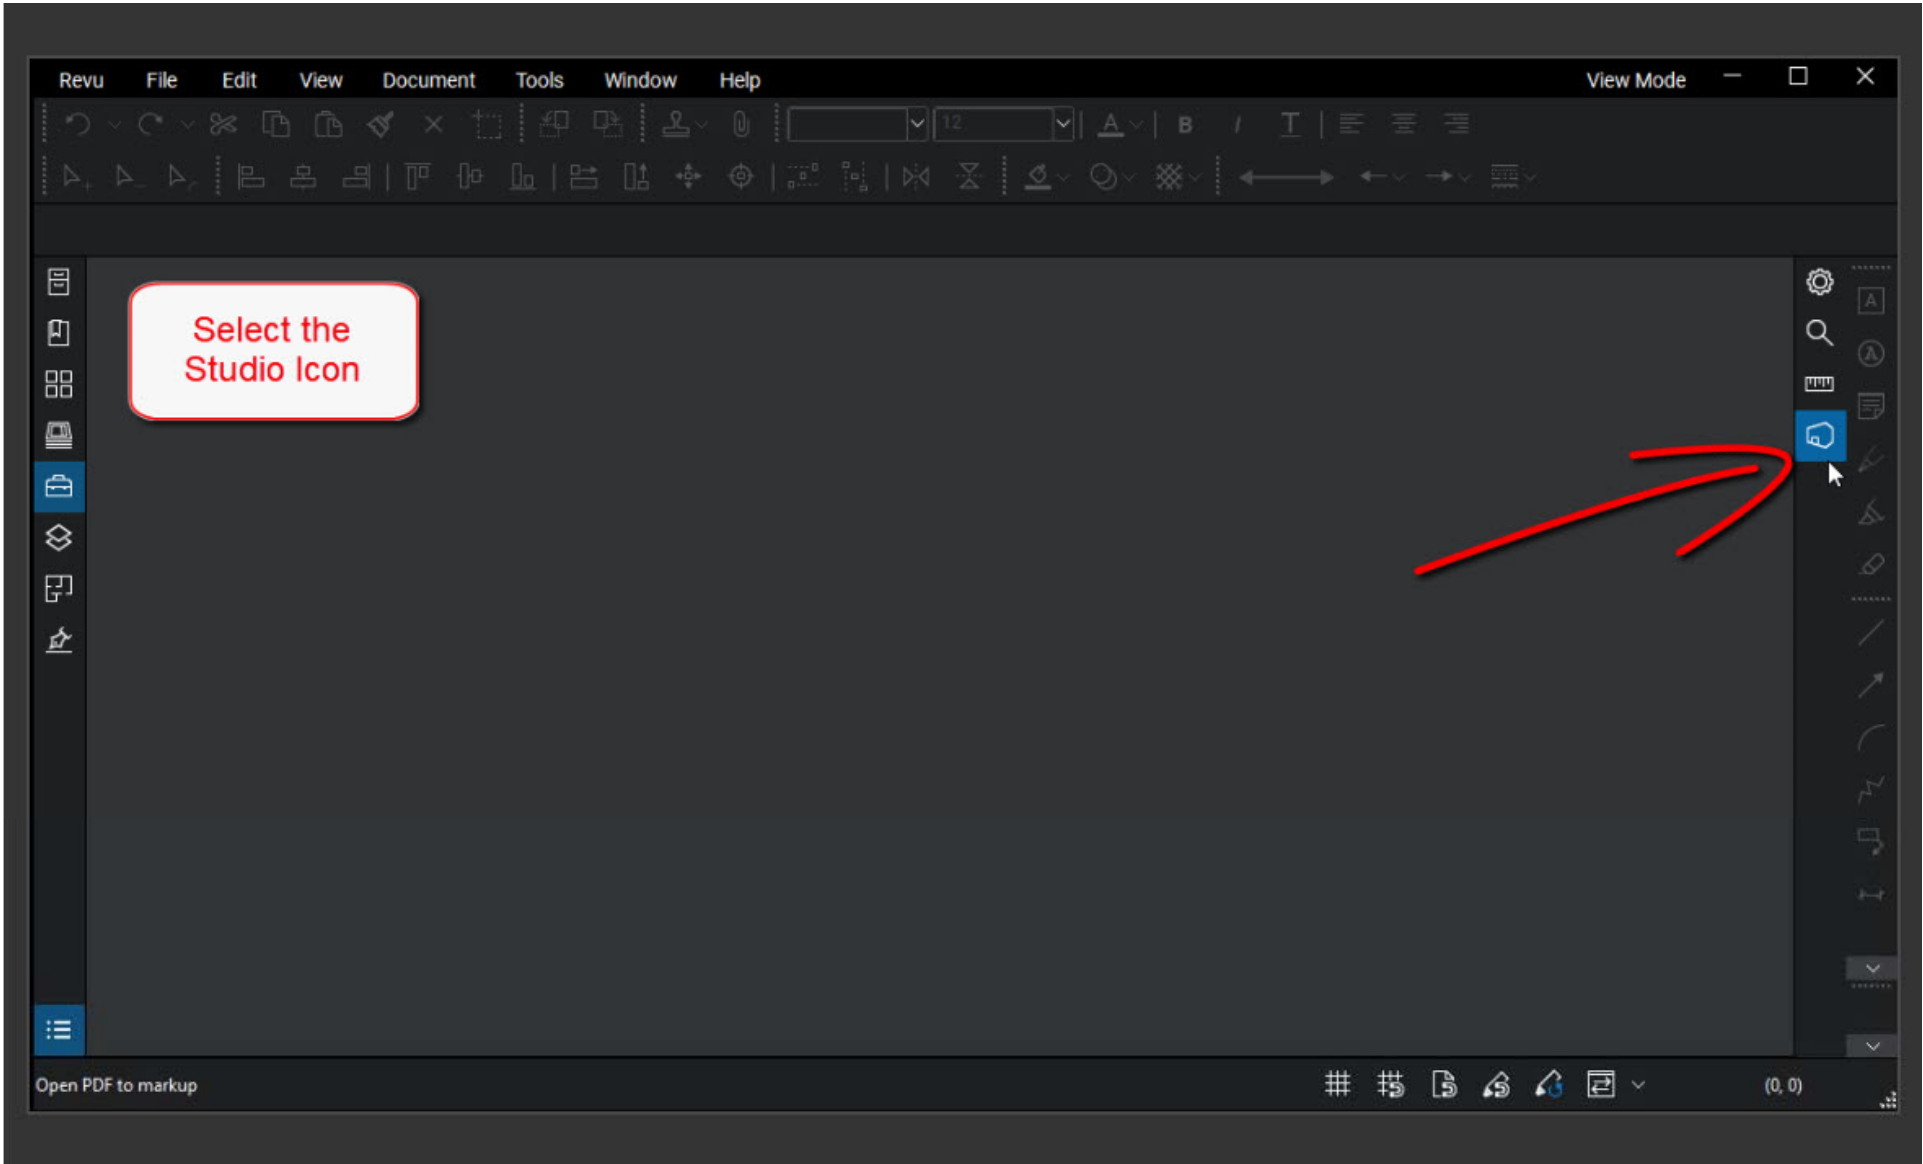 Revu File Edit View Document Tools Window Help View Mode
12 A B I T
Select the
Studio Icon
A
A
Open PDF to markup (0, 0)